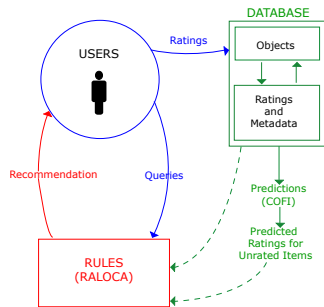 DATABASE
USERS
Ratings
Objects
Ratings
and
Metadata
Recommendation
Queries
Predictions
(COFI)
Predicted
Ratings for
Unrated Items
RULES
(RALOCA)